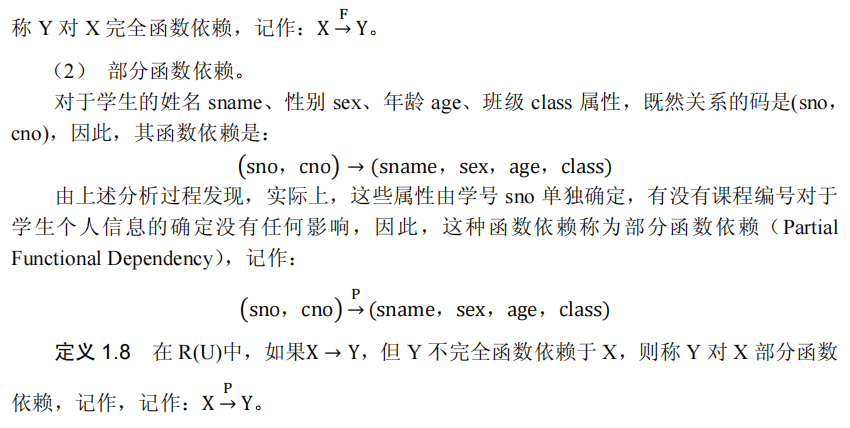 称 Y 对 X 完全函数依赖，记作：X →^F Y。
（2） 部分函数依赖。
对于学生的姓名 sname、性别 sex、年龄 age、班级 class 属性，既然关系的码是(sno，
cno)，因此，其函数依赖是：
(sno，cno) → (sname，sex，age，class)
由上述分析过程发现，实际上，这些属性由学号 sno 单独确定，有没有课程编号对于
学生个人信息的确定没有任何影响，因此，这种函数依赖称为部分函数依赖（Partial
Functional Dependency），记作：
(sno，cno) →^P (sname，sex，age，class)
定义 1.8 在 R(U)中，如果X → Y，但 Y 不完全函数依赖于 X，则称 Y 对 X 部分函数
依赖，记作，记作：X →^P Y。